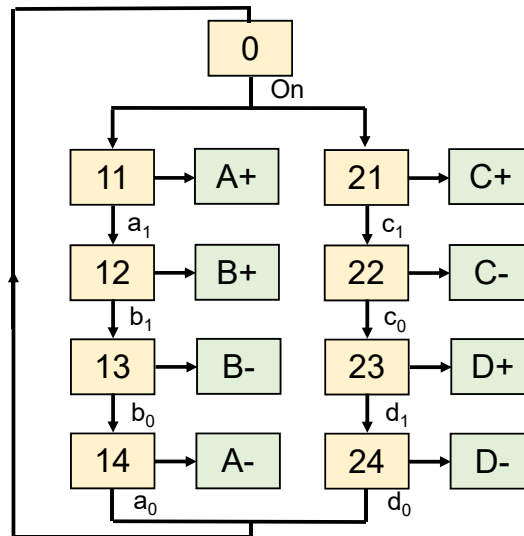 0
On
11 A+ 21 C+
a₁ c₁
12 B+ 22 C-
b₁ c₀
13 B- 23 D+
b₀ d₁
14 A- 24 D-
a₀ d₀